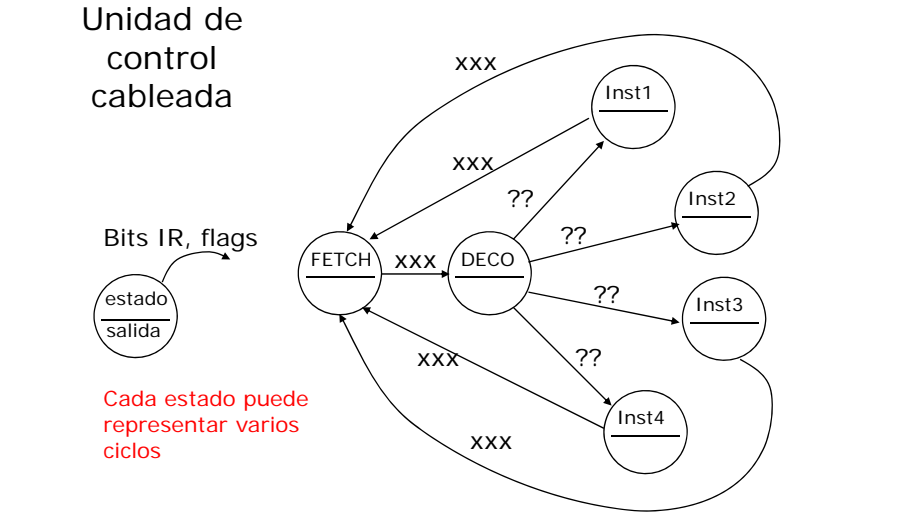 Unidad de
control
cableada
Bits IR, flags
estado
salida
Cada estado puede
representar varios
ciclos
FETCH
xxx
DECO
??
??
??
??
Inst1
Inst2
Inst3
Inst4
xxx
xxx
xxx
xxx